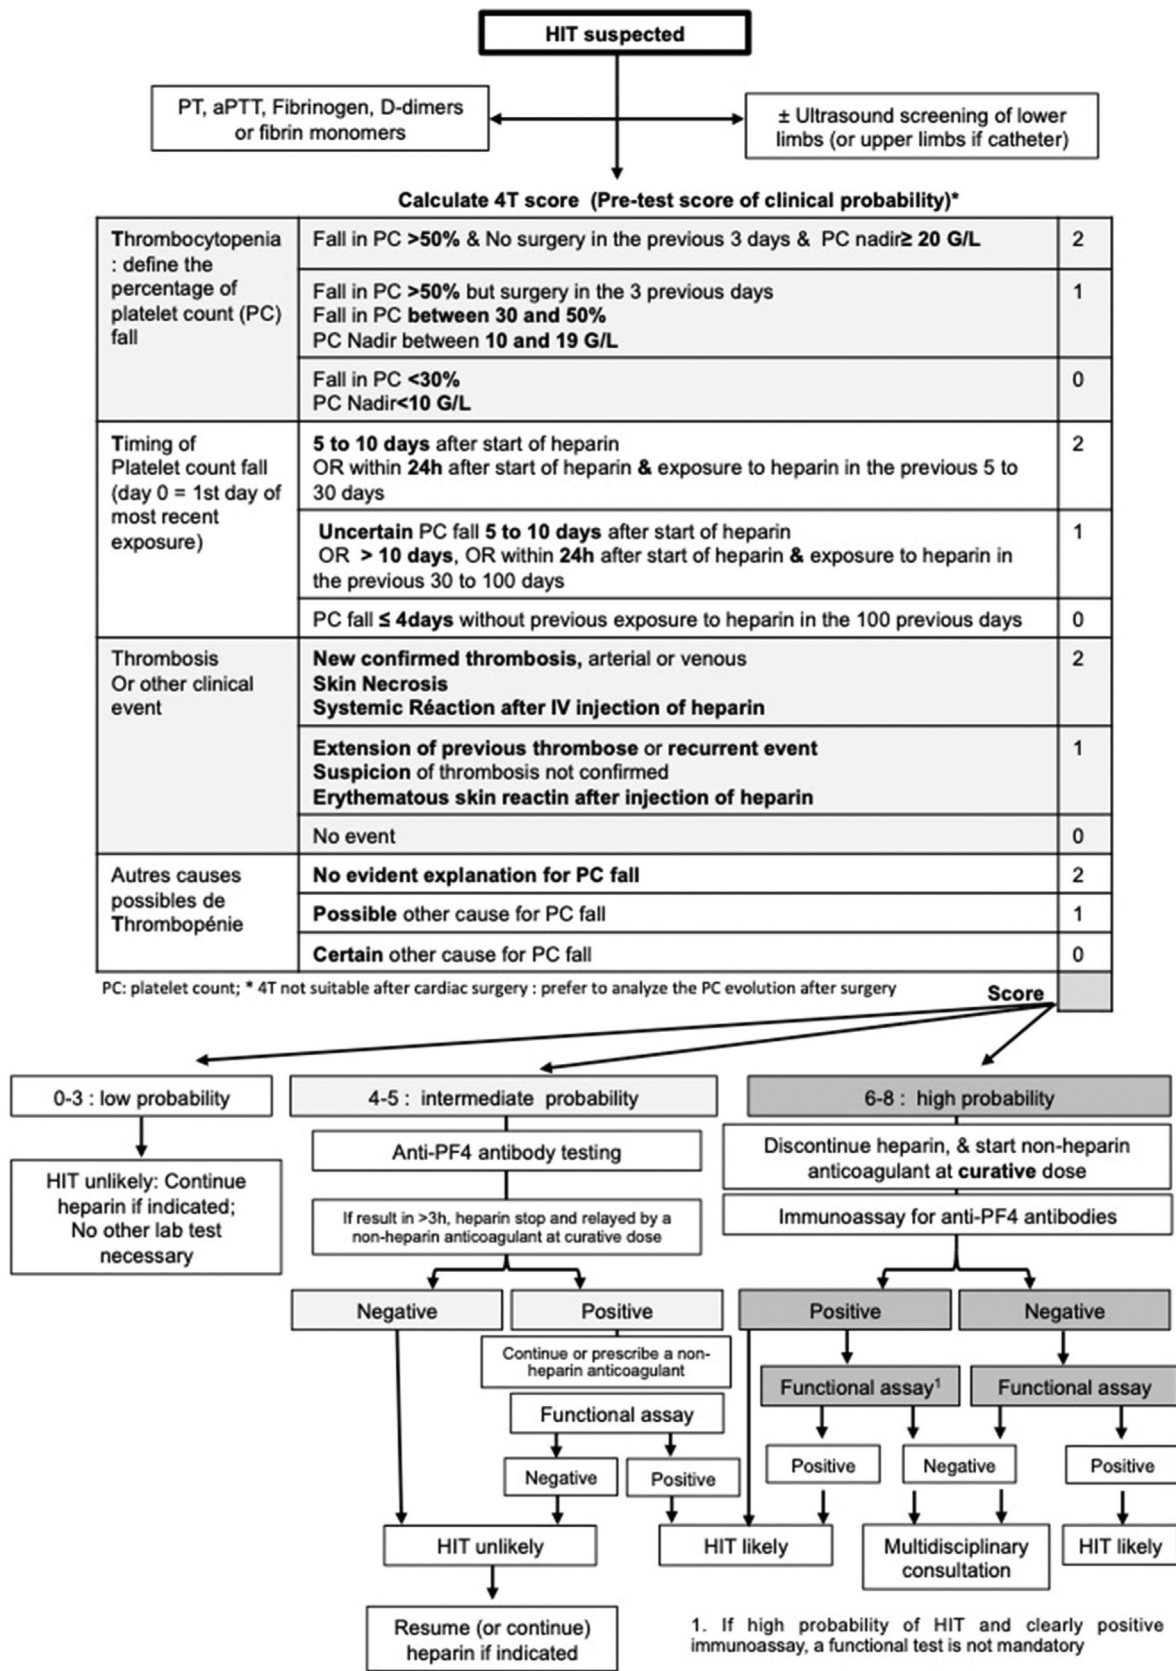 HIT suspected
PT, aPTT, Fibrinogen, D-dimers
or fibrin monomers
± Ultrasound screening of lower
limbs (or upper limbs if catheter)
Calculate 4T score (Pre-test score of clinical probability)*
Thrombocytopenia
: define the
percentage of
platelet count (PC)
fall
Fall in PC >50% & No surgery in the previous 3 days & PC nadir≥ 20 G/L
2
Fall in PC >50% but surgery in the 3 previous days
Fall in PC between 30 and 50%
PC Nadir between 10 and 19 G/L
1
Fall in PC <30%
PC Nadir<10 G/L
0
Timing of
Platelet count fall
(day 0 = 1st day of
most recent
exposure)
5 to 10 days after start of heparin
OR within 24h after start of heparin & exposure to heparin in the previous 5 to
30 days
2
Uncertain PC fall 5 to 10 days after start of heparin
OR > 10 days, OR within 24h after start of heparin & exposure to heparin in
the previous 30 to 100 days
1
PC fall ≤ 4days without previous exposure to heparin in the 100 previous days
0
Thrombosis
Or other clinical
event
New confirmed thrombosis, arterial or venous
Skin Necrosis
Systemic Réaction after IV injection of heparin
2
Extension of previous thrombose or recurrent event
Suspicion of thrombosis not confirmed
Erythematous skin reactin after injection of heparin
1
No event
0
Autres causes
possibles de
Thrombopénie
No evident explanation for PC fall
2
Possible other cause for PC fall
1
Certain other cause for PC fall
0
PC: platelet count; * 4T not suitable after cardiac surgery : prefer to analyze the PC evolution after surgery
Score
0-3 : low probability
4-5 : intermediate probability
6-8 : high probability
HIT unlikely: Continue
heparin if indicated;
No other lab test
necessary
Anti-PF4 antibody testing
If result in >3h, heparin stop and relayed by a
non-heparin anticoagulant at curative dose
Discontinue heparin, & start non-heparin
anticoagulant at curative dose
Immunoassay for anti-PF4 antibodies
Negative
Positive
Positive
Negative
Continue or prescribe a non-
heparin anticoagulant
Functional assay
Functional assay1
Functional assay
Negative
Positive
Positive
Negative
Positive
HIT unlikely
HIT likely
Multidisciplinary
consultation
HIT likely
Resume (or continue)
heparin if indicated
1. If high probability of HIT and clearly positive
immunoassay, a functional test is not mandatory